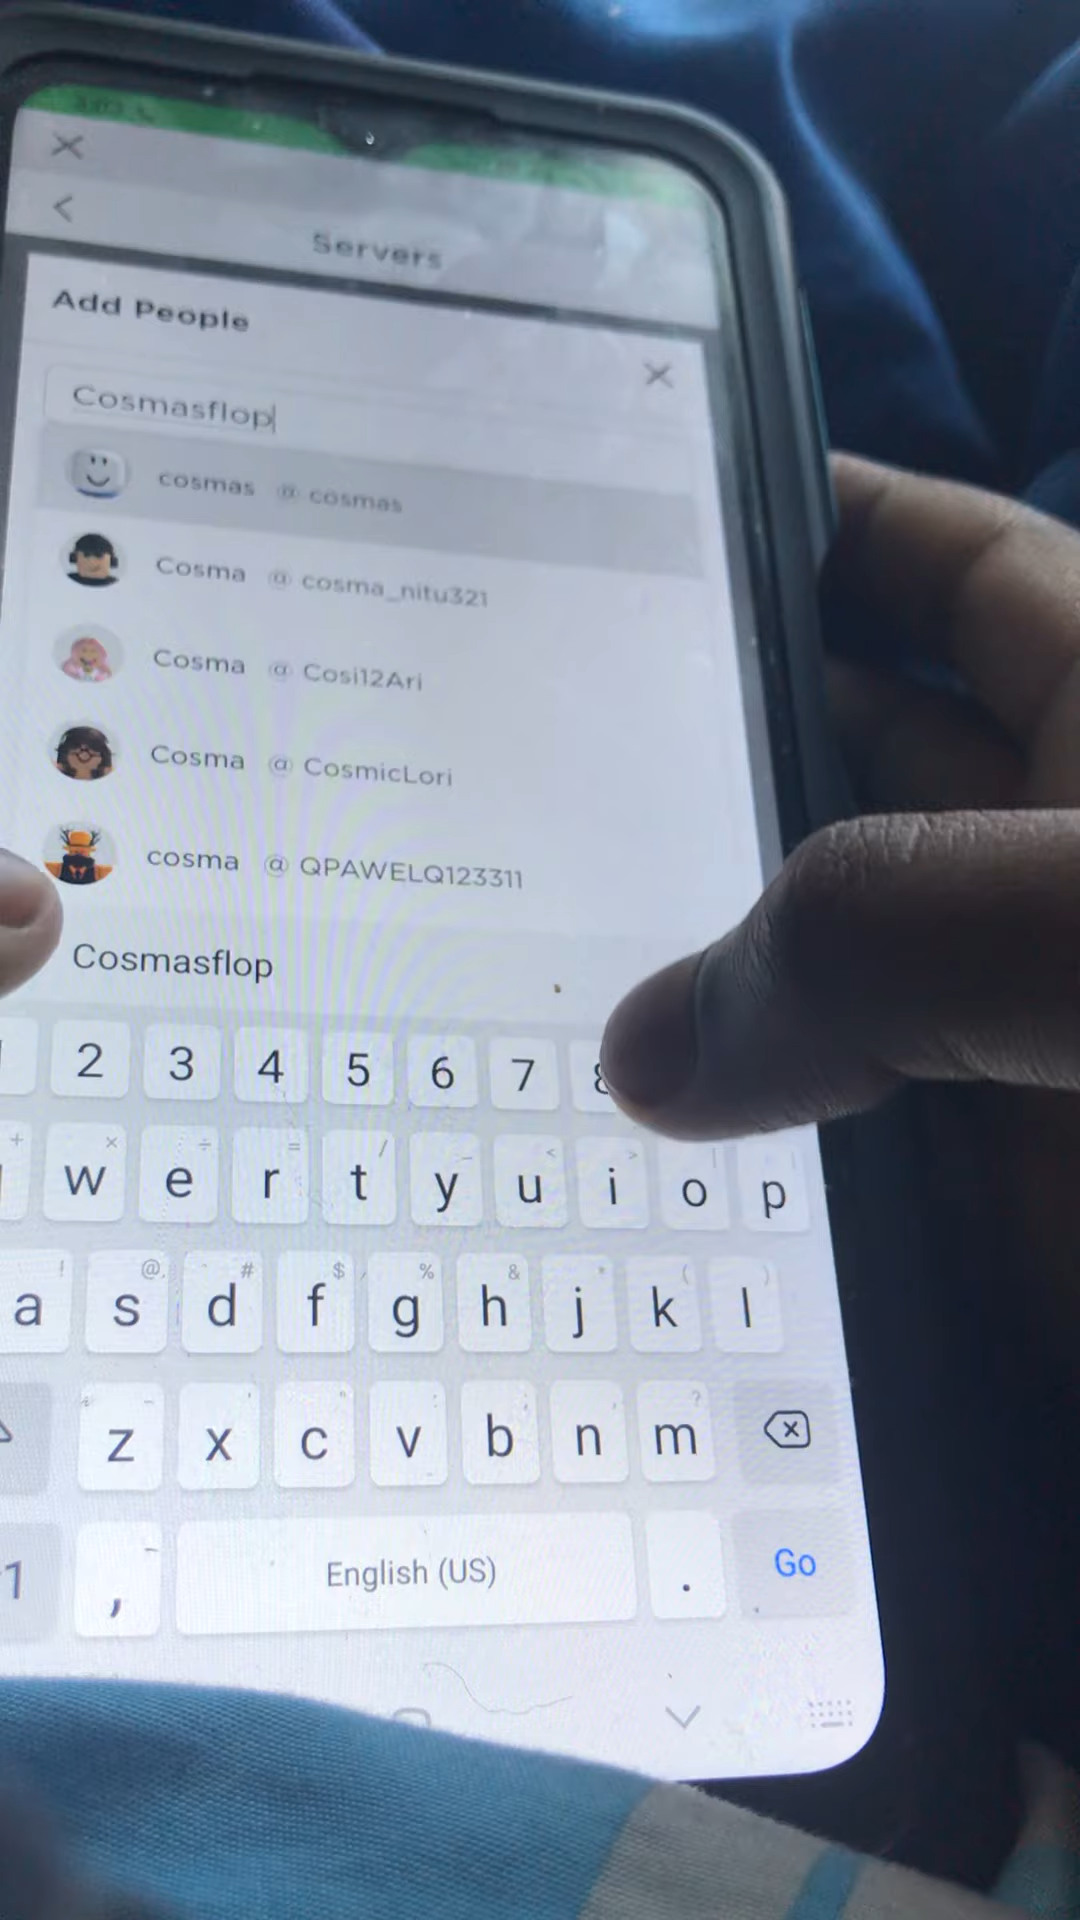 Servers
Add People
Cosmasflop
cosmas @ cosmas
Cosma @ cosma_nitu321
Cosma @ Cosi12Ari
Cosma @ CosmicLori
cosma @ QPAWELQ123311
Cosmasflop
2 3 4 5 6 7 8
w e r t y u i o p
a s d f g h j k l
z x c v b n m
, English (US) . Go